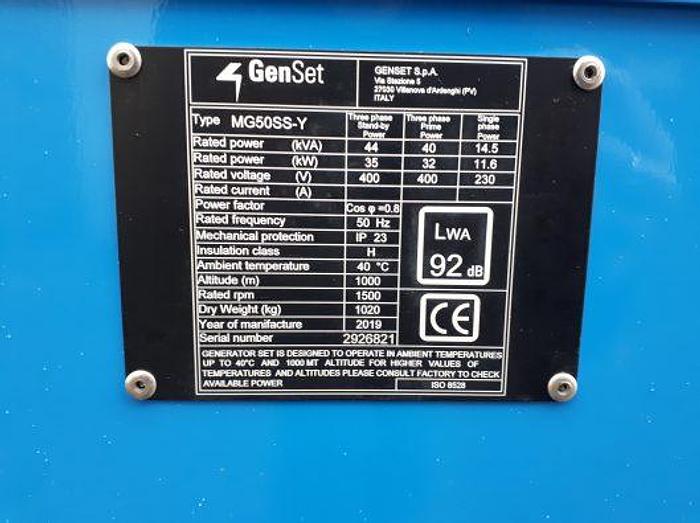 GenSet
GENSET S.p.A.
Via Stazione 5
27030 Villanova d'Ardenghi (PV)
ITALY
Type MG50SS-Y
Three phase Stand-by Power
Three phase Prime Power
Single phase Power
Rated power (kVA) 44 40 14.5
Rated power (kW) 35 32 11.6
Rated voltage (V) 400 400 230
Rated current (A)
Power factor Cos φ =0.8
Rated frequency 50 Hz
Mechanical protection IP 23
Insulation class H
Ambient temperature 40 °C
Altitude (m) 1000
Rated rpm 1500
Dry Weight (kg) 1020
Year of manifacture 2019
Serial number 2926821
LWA
92 dB
CE
GENERATOR SET IS DESIGNED TO OPERATE IN AMBIENT TEMPERATURES
UP TO 40°C AND 1000 MT ALTITUDE FOR HIGHER VALUES OF
TEMPERATURES AND ALTITUDES PLEASE CONSULT FACTORY TO CHECK
AVAILABLE POWER
ISO 8528